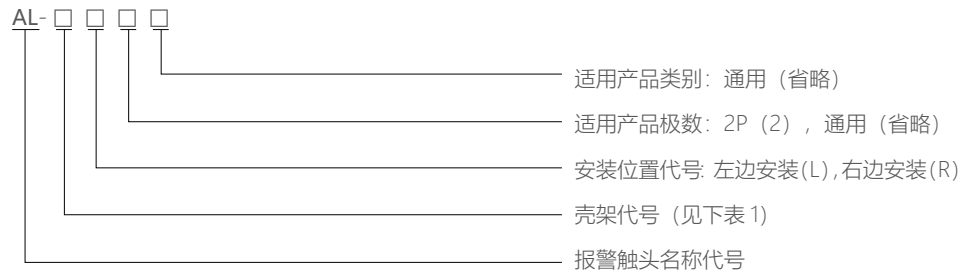 AL-□ □ □ □
适用产品类别：通用（省略）
适用产品极数：2P（2），通用（省略）
安装位置代号: 左边安装(L),右边安装(R)
壳架代号（见下表1）
报警触头名称代号